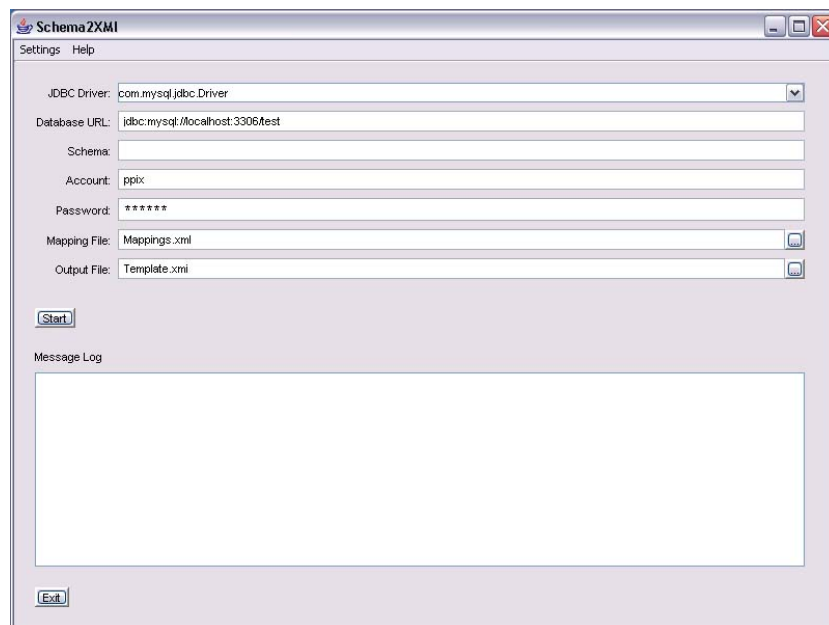 Schema2XMI
Settings Help
JDBC Driver: com.mysql.jdbc.Driver
Database URL: jdbc:mysql://localhost:3306/test
Schema:
Account: ppix
Password: ******
Mapping File: Mappings.xml
Output File: Template.xmi
Start
Message Log
Exit